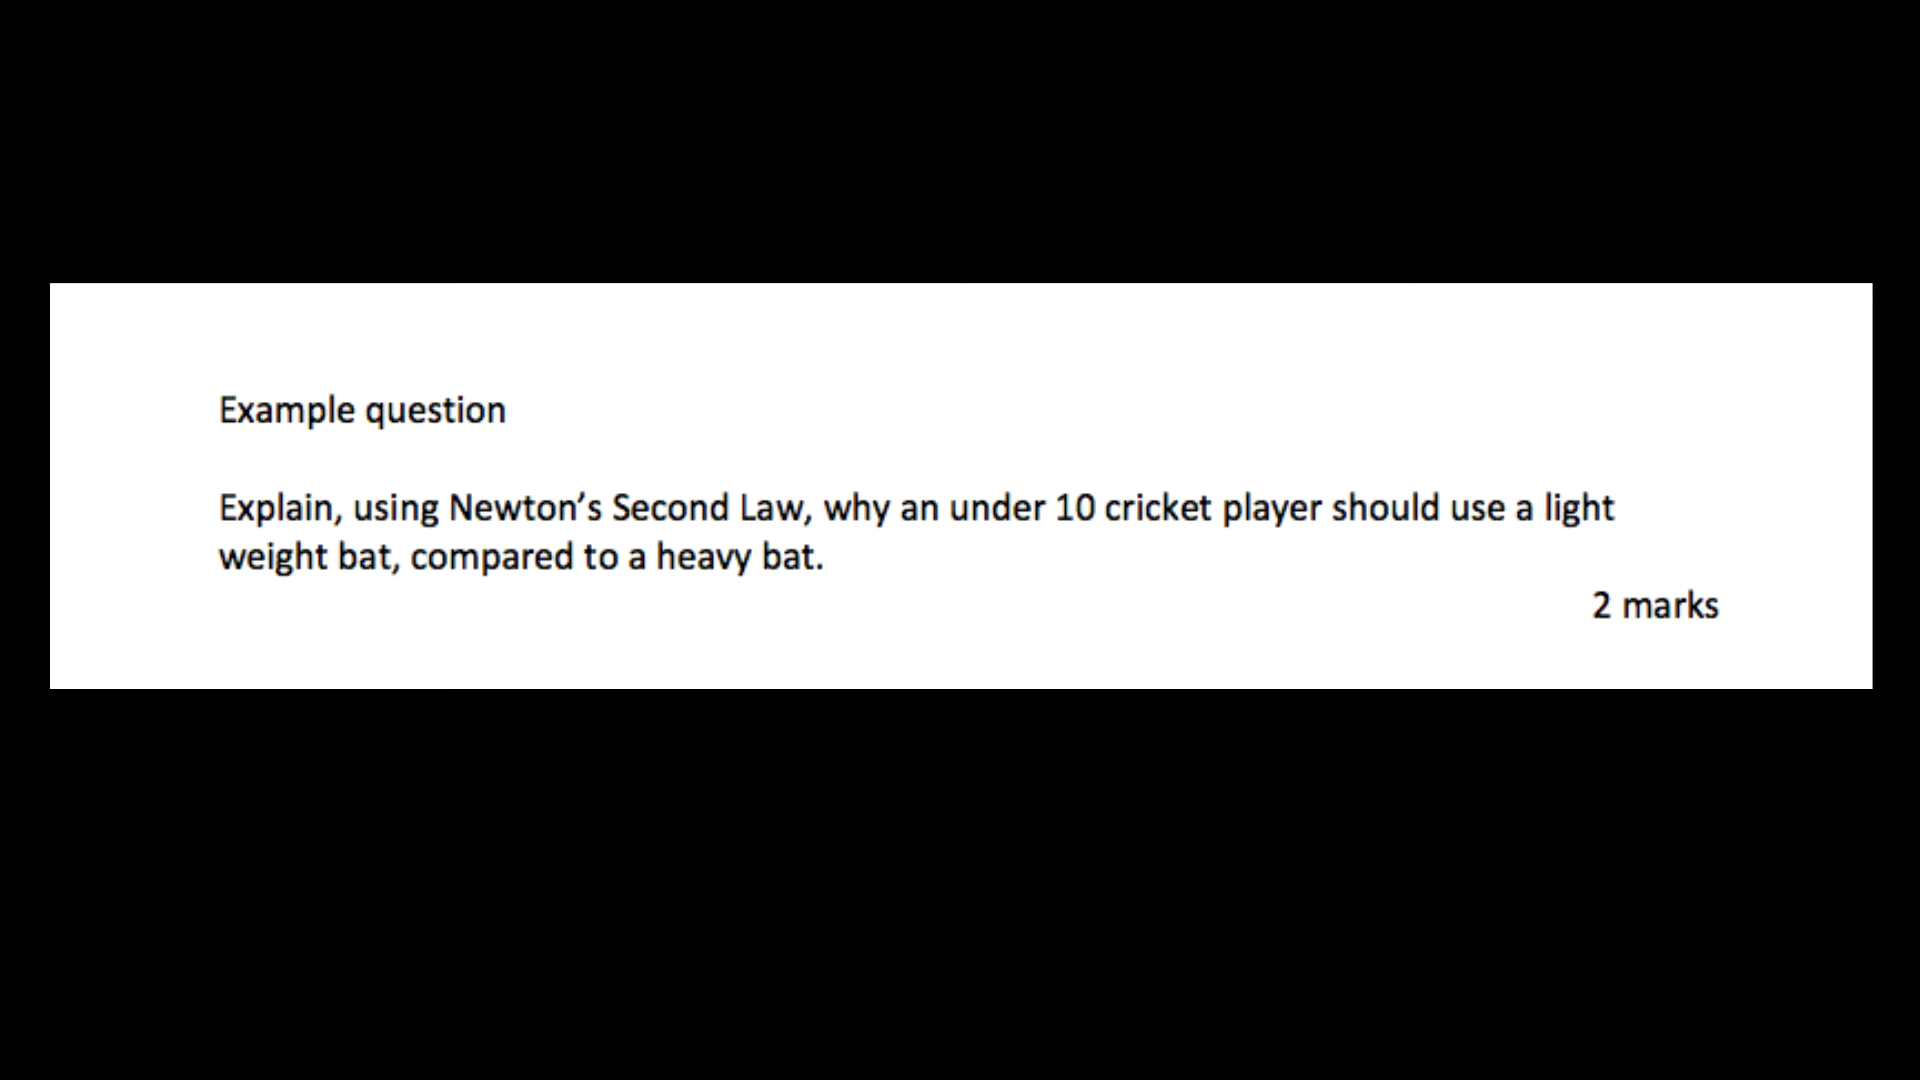 Example question
Explain, using Newton’s Second Law, why an under 10 cricket player should use a light
weight bat, compared to a heavy bat.
2 marks